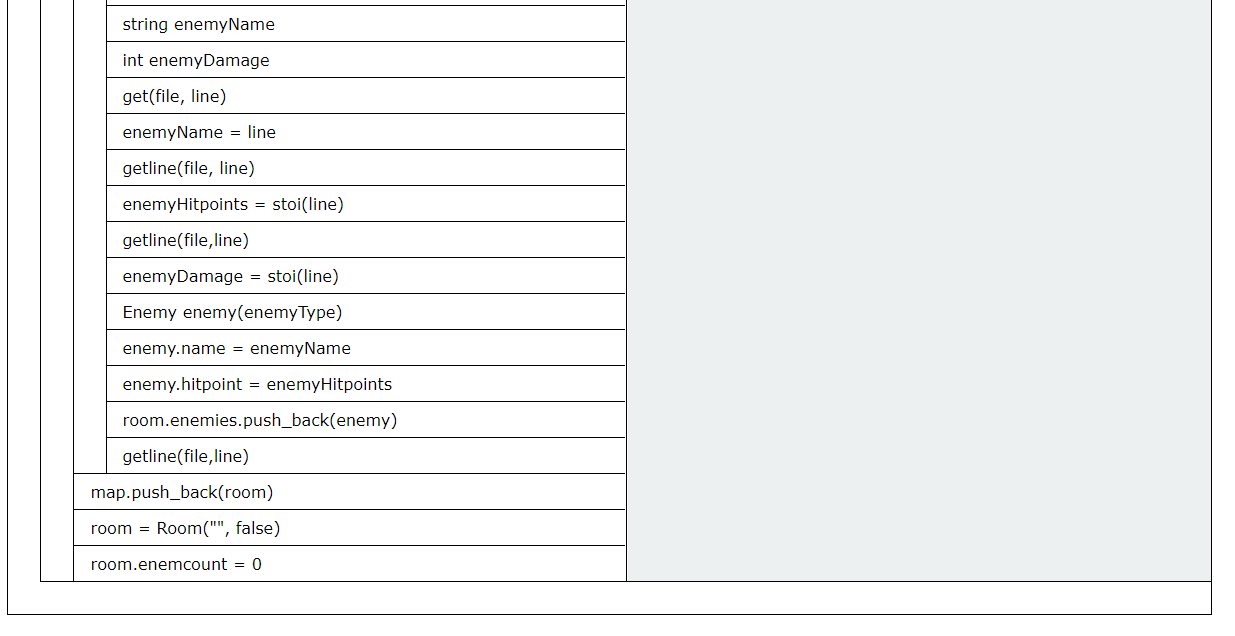 string enemyName
int enemyDamage
get(file, line)
enemyName = line
getline(file, line)
enemyHitpoints = stoi(line)
getline(file,line)
enemyDamage = stoi(line)
Enemy enemy(enemyType)
enemy.name = enemyName
enemy.hitpoint = enemyHitpoints
room.enemies.push_back(enemy)
getline(file,line)
map.push_back(room)
room = Room("", false)
room.enemcount = 0